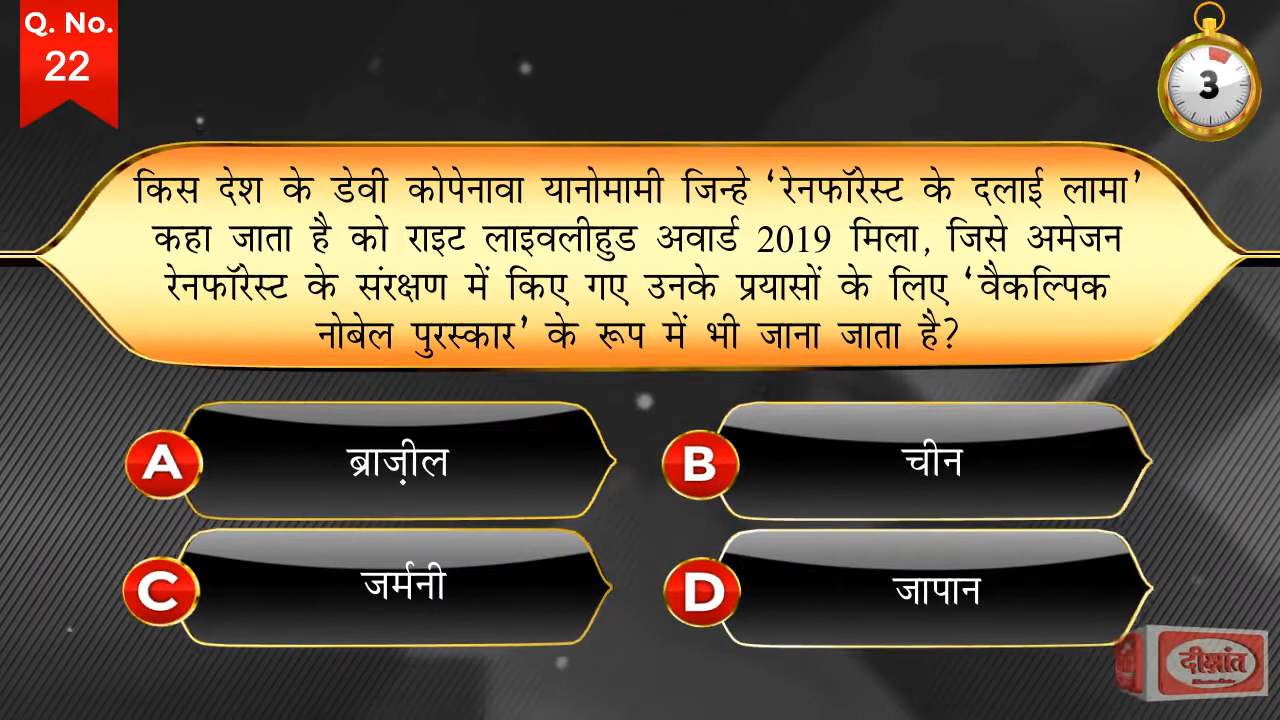 Q. No.
22
3
किस देश के डेवी कोपेनावा यानोमामी जिन्हे ‘रेनफॉरेस्ट के दलाई लामा’
कहा जाता है को राइट लाइवलीहुड अवार्ड 2019 मिला, जिसे अमेजन
रेनफॉरेस्ट के संरक्षण में किए गए उनके प्रयासों के लिए ‘वैकल्पिक
नोबेल पुरस्कार’ के रूप में भी जाना जाता है?
A ब्राज़ील
B चीन
C जर्मनी
D जापान
दीक्षांत